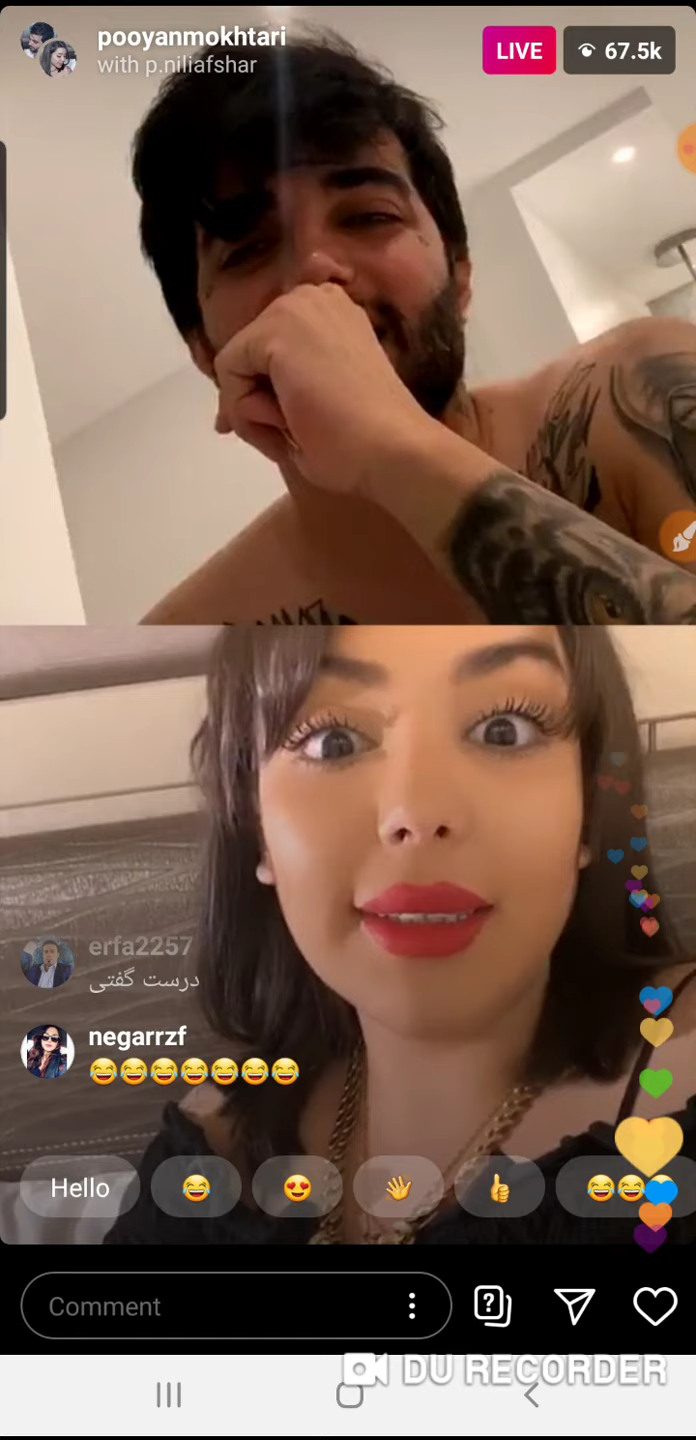 pooyanmokhtari
with p.niliafshar
LIVE
67.5k
erfa2257
درست گفتی
negarrzf
😂😂😂😂😂😂😂
Hello
Comment
DU RECORDER